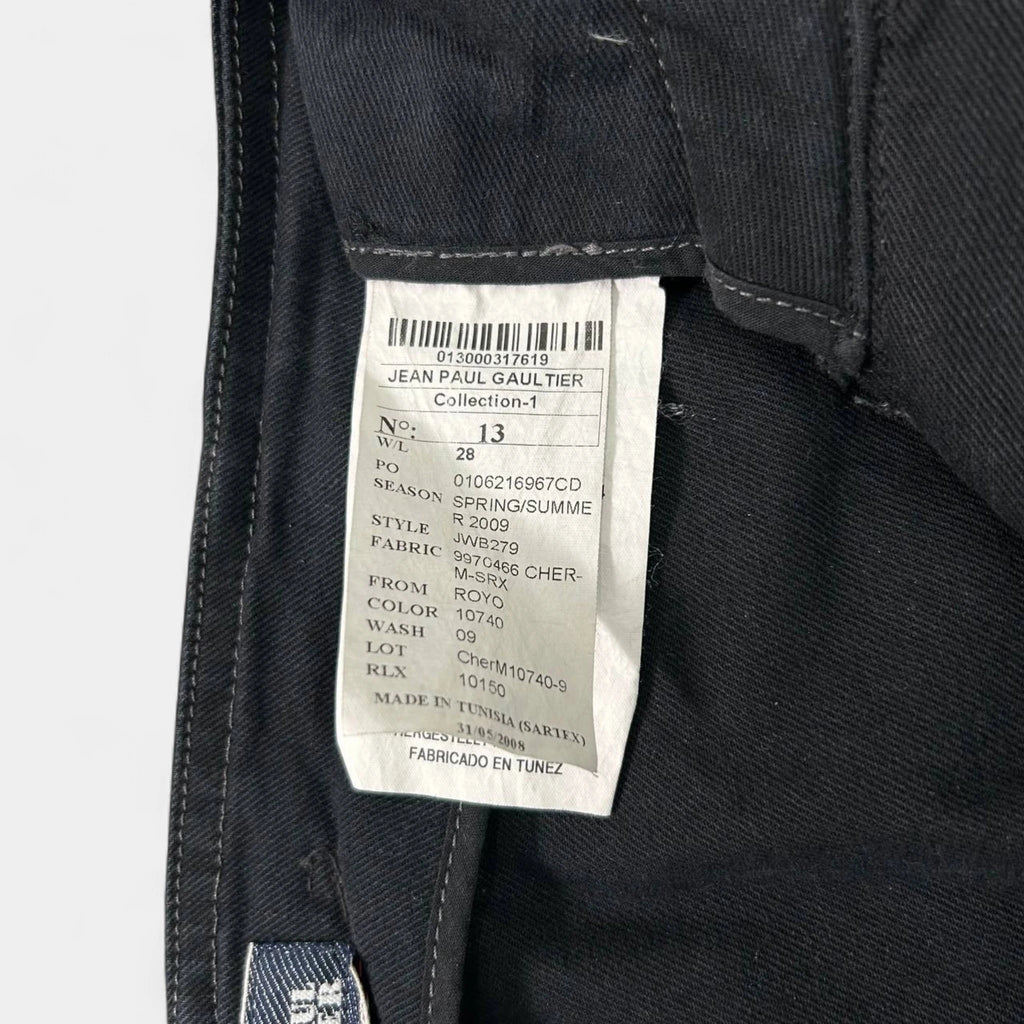 013000317619
JEAN PAUL GAULTIER
Collection-1
Nº: 13
W/L 28
PO 0106216967CD
SEASON SPRING/SUMME
R 2009
STYLE JWB279
FABRIC 9970466 CHER-
M-SRX
FROM ROYO
COLOR 10740
WASH 09
LOT CherM10740-9
RLX 10150
MADE IN TUNISIA (SARTEX)
31/05/2008
FABRICADO EN TUNEZ